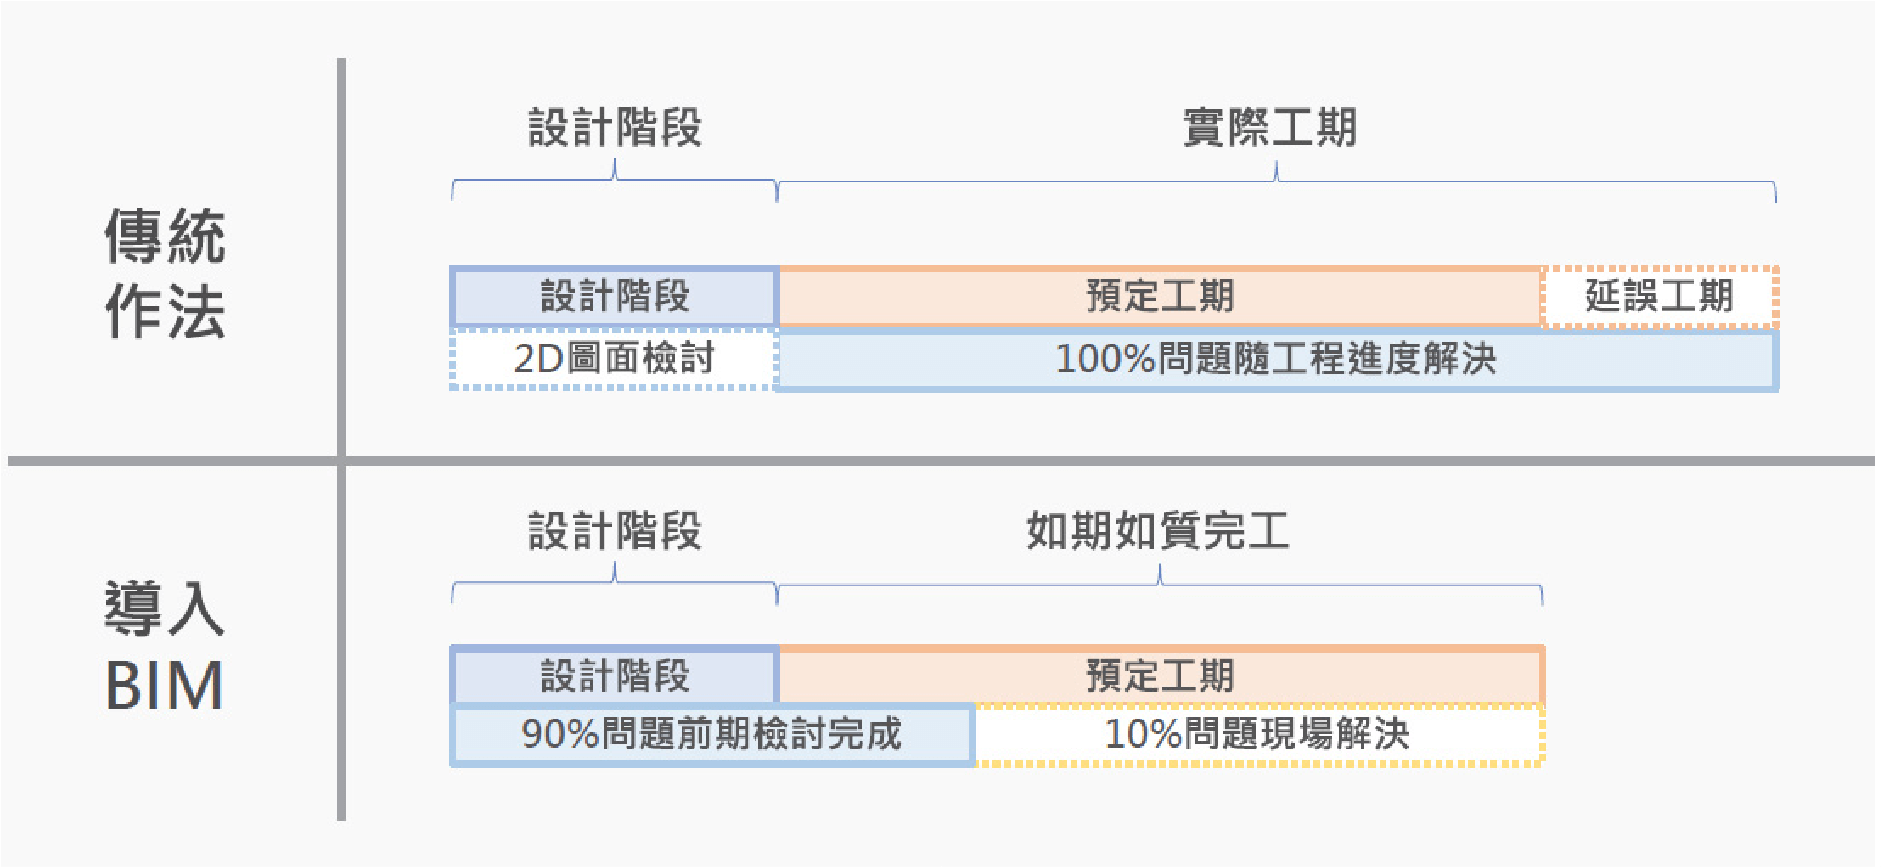 傳統
作法
設計階段
實際工期
設計階段
預定工期
延誤工期
2D圖面檢討
100%問題隨工程進度解決
導入
BIM
設計階段
如期如質完工
設計階段
預定工期
90%問題前期檢討完成
10%問題現場解決